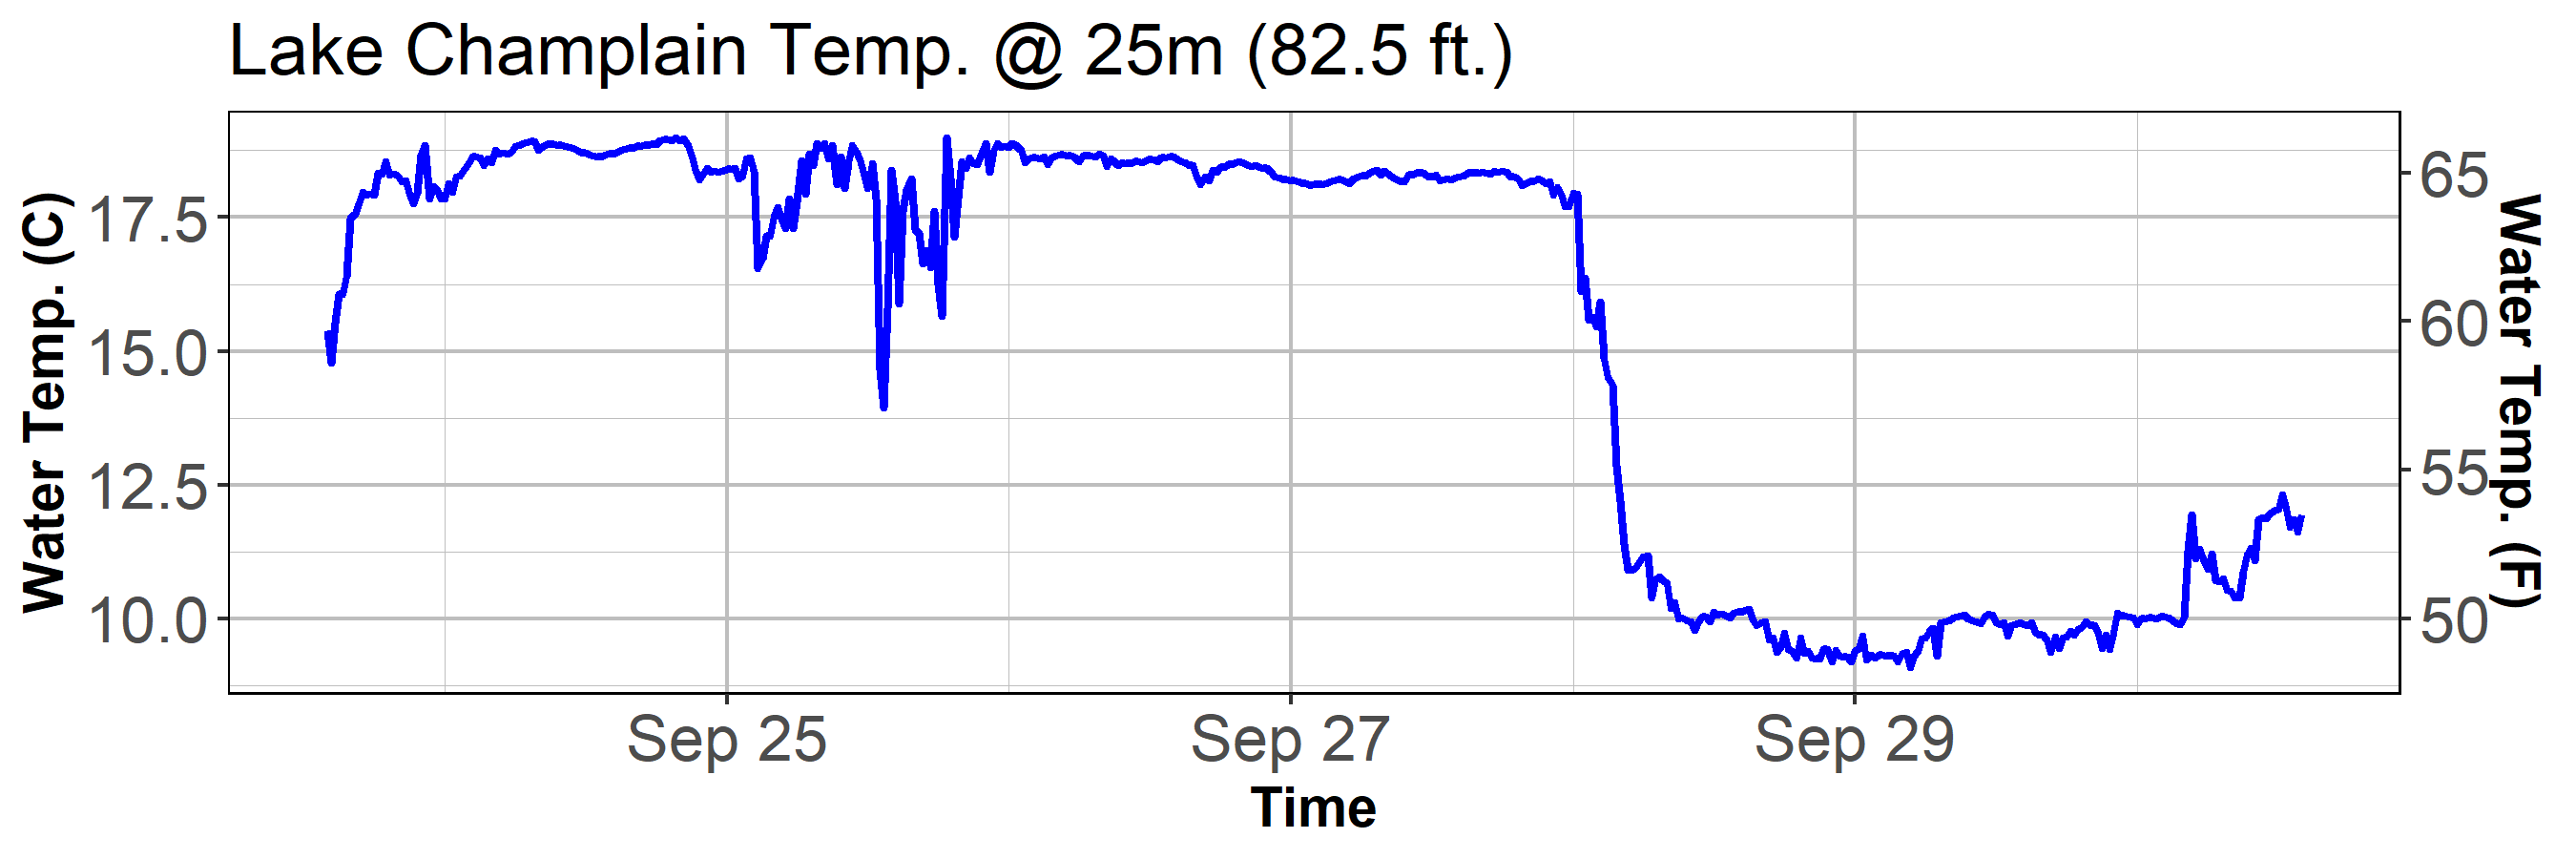 Lake Champlain Temp. @ 25m (82.5 ft.)
Water Temp. (C)
17.5
15.0
12.5
10.0
65
60
55
50
Water Temp. (F)
Sep 25
Sep 27
Sep 29
Time